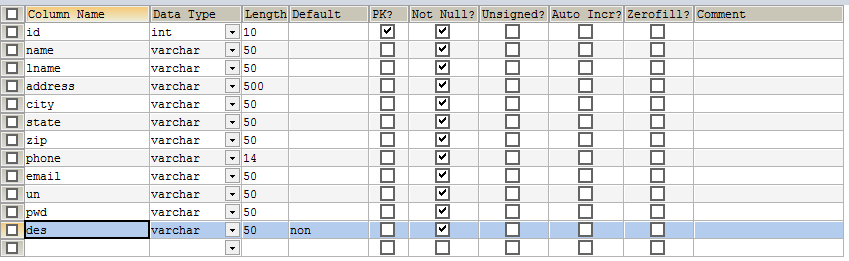 Column Name Data Type Length Default PK? Not Null? Unsigned? Auto Incr? Zerofill? Comment
id int 10
name varchar 50
lname varchar 50
address varchar 500
city varchar 50
state varchar 50
zip varchar 50
phone varchar 14
email varchar 50
un varchar 50
pwd varchar 50
des varchar 50 non